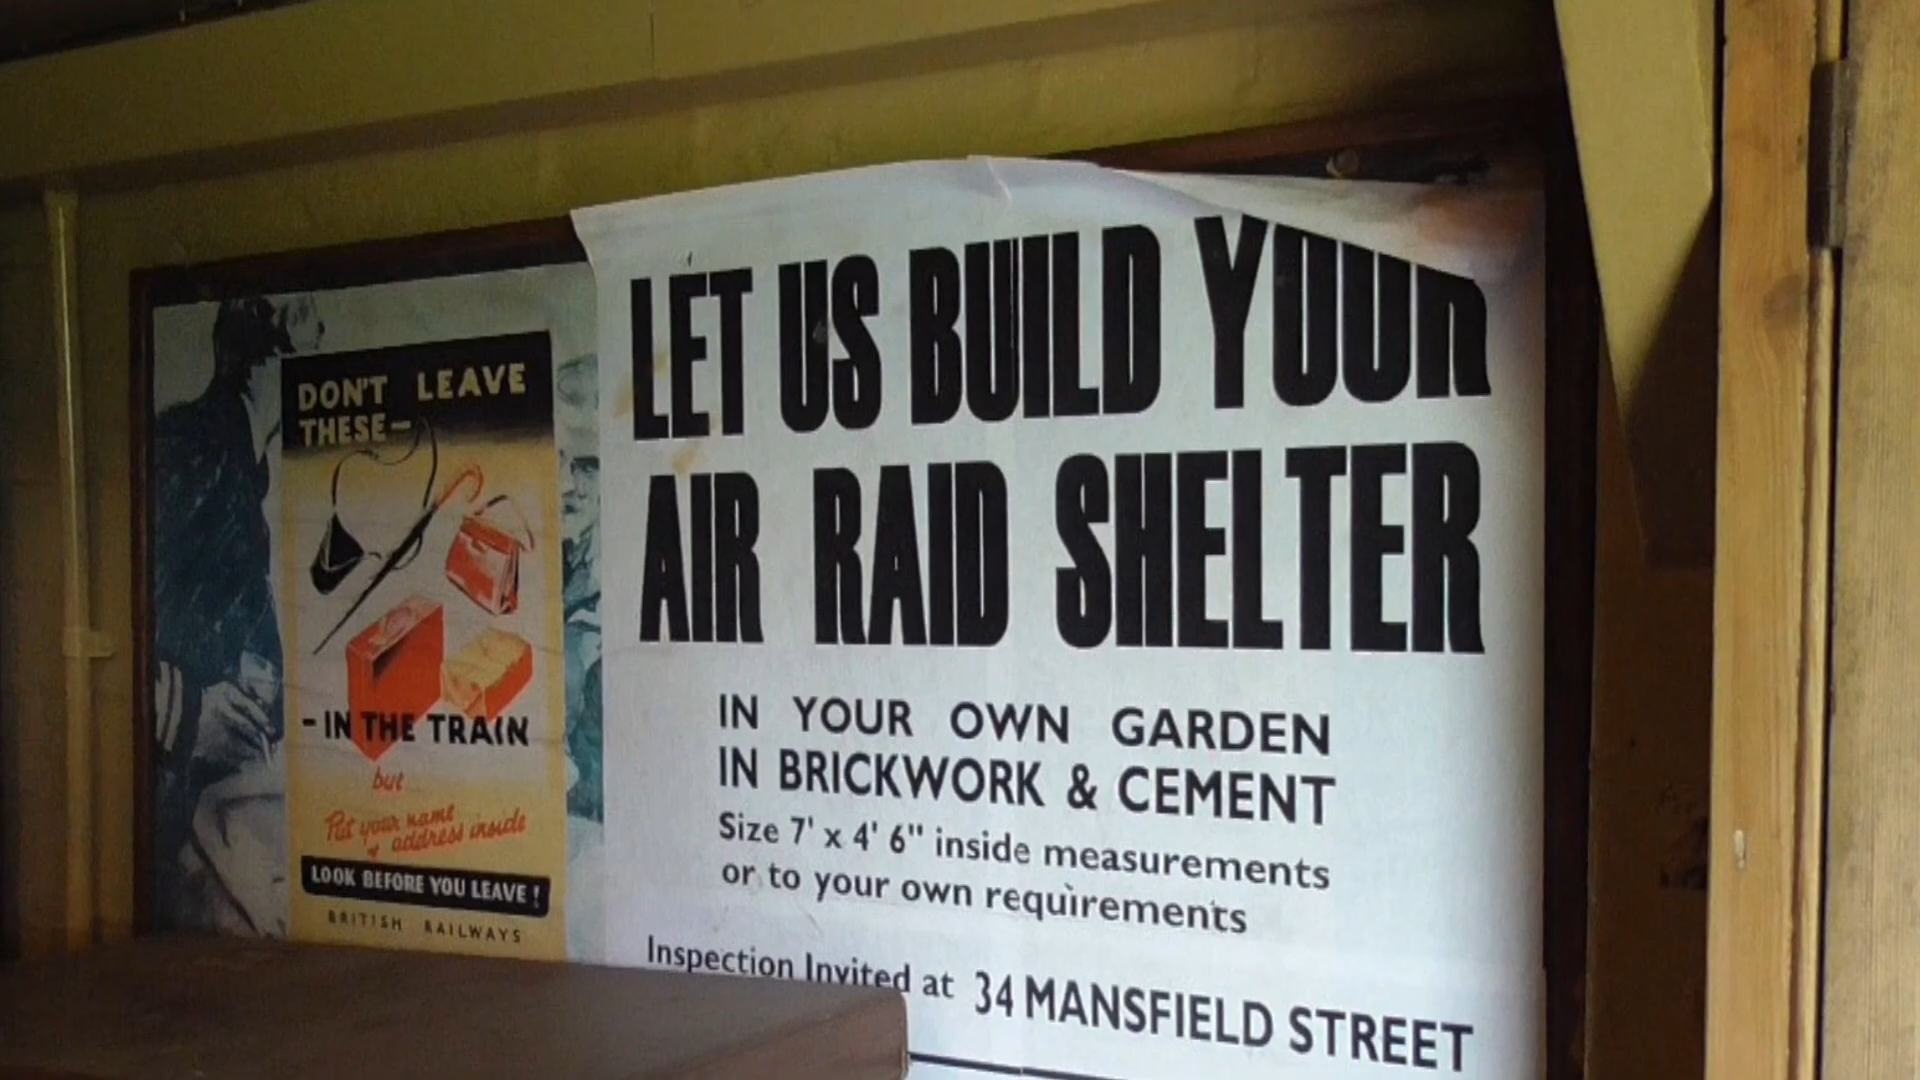 DON'T LEAVE
THESE-
-IN THE TRAIN
but
Put your name
& address inside
LOOK BEFORE YOU LEAVE!
BRITISH RAILWAYS
LET US BUILD YOUR
AIR RAID SHELTER
IN YOUR OWN GARDEN
IN BRICKWORK & CEMENT
Size 7' x 4' 6" inside measurements
or to your own requirements
Inspection Invited at 34 MANSFIELD STREET